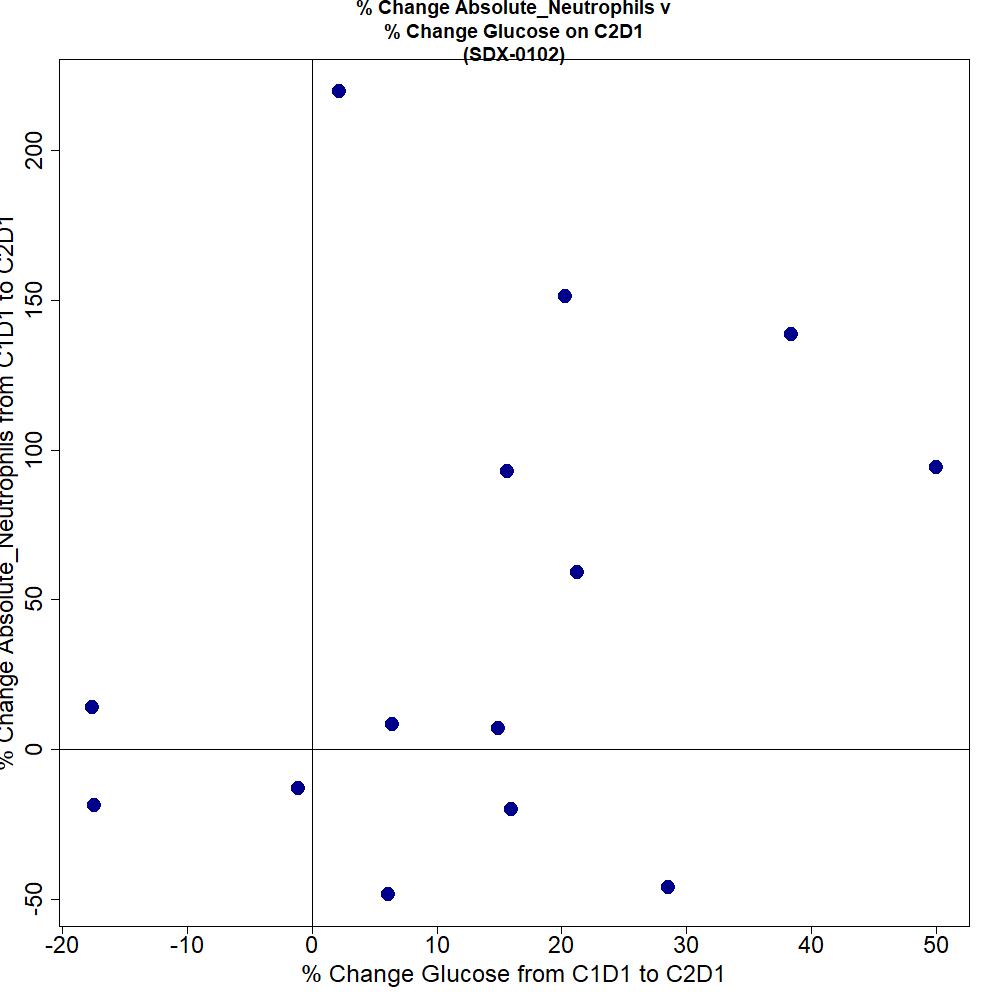 % Change Absolute_Neutrophils v
% Change Glucose on C2D1
(SDX-0102)
% Change Absolute_Neutrophils from C1D1 to C2D1
200
150
100
50
0
-50
-20 -10 0 10 20 30 40 50
% Change Glucose from C1D1 to C2D1